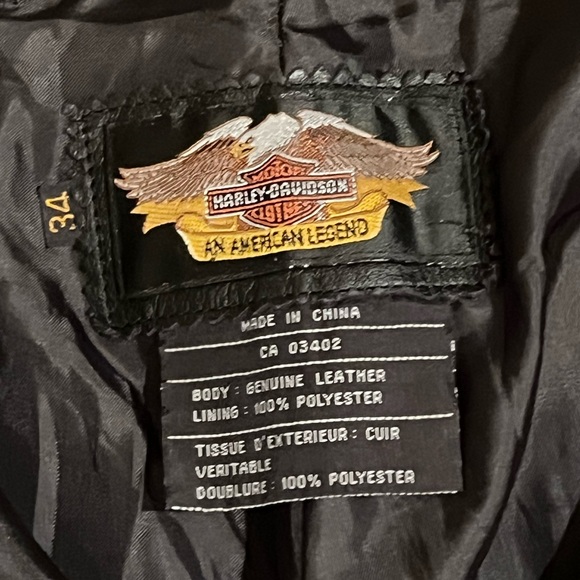 MOTOR
HARLEY-DAVIDSON
CLOTHES
AN AMERICAN LEGEND
34
MADE IN CHINA
CA 03402
BODY : GENUINE LEATHER
LINING : 100% POLYESTER
TISSUE D'EXTERIEUR : CUIR
VERITABLE
DOUBLURE : 100% POLYESTER